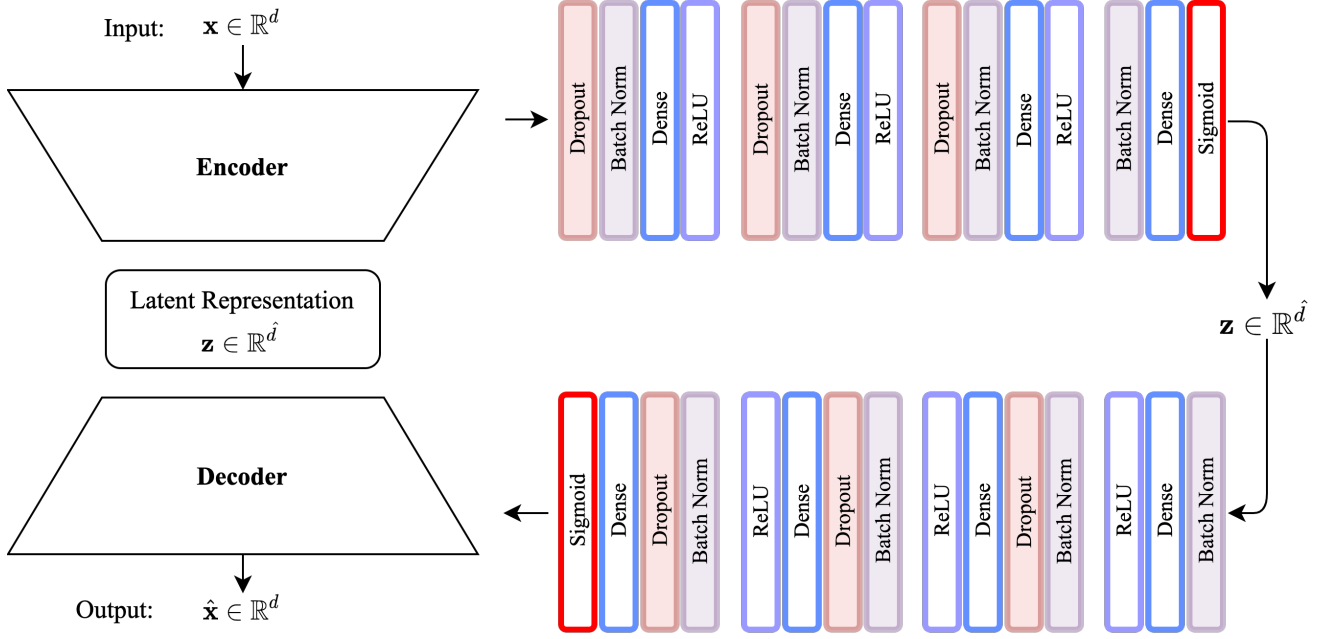 Input: 𝐱 ∈ ℝ^d
Encoder
Dropout
Batch Norm
Dense
ReLU
Dropout
Batch Norm
Dense
ReLU
Dropout
Batch Norm
Dense
ReLU
Batch Norm
Dense
Sigmoid
Latent Representation
𝐳 ∈ ℝ^d̂
𝐳 ∈ ℝ^d̂
Decoder
Sigmoid
Dense
Dropout
Batch Norm
ReLU
Dense
Dropout
Batch Norm
ReLU
Dense
Dropout
Batch Norm
ReLU
Dense
Batch Norm
Output: 𝐱̂ ∈ ℝ^d